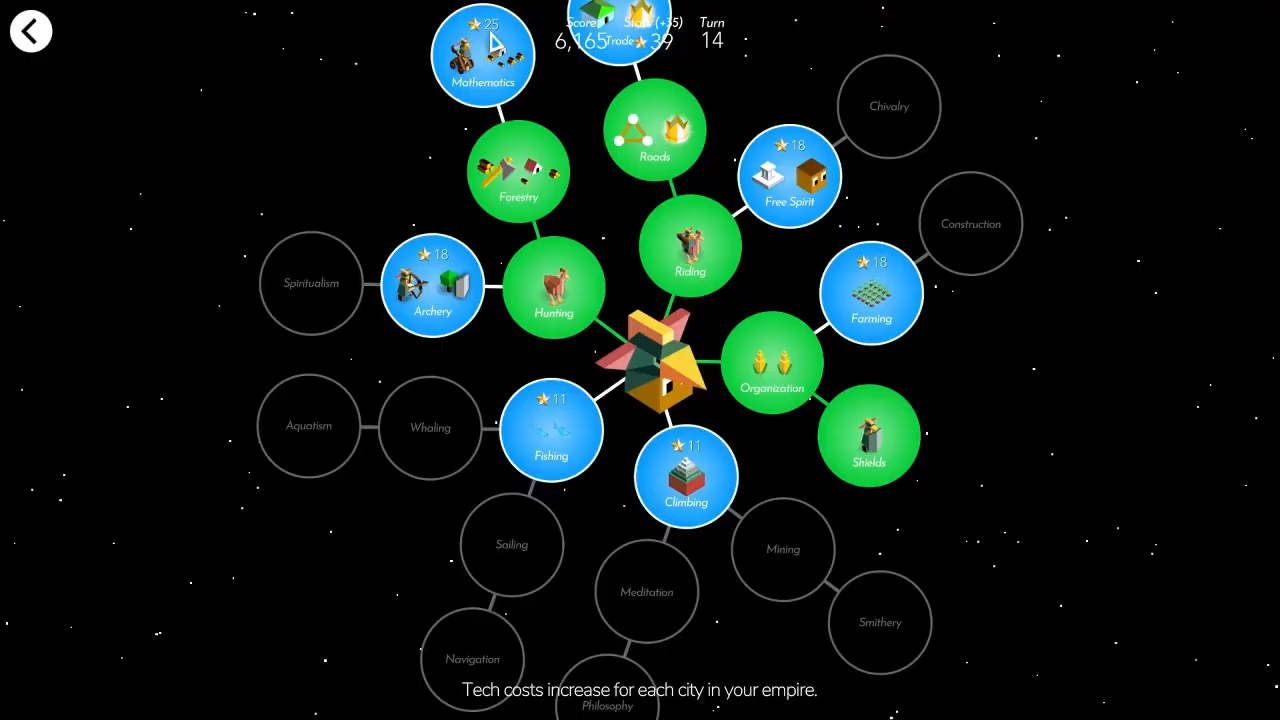 25
Mathematics
Score
Stars (+35)
Turn
6,165
39
14
Trade
Roads
Chivalry
18
Free Spirit
Forestry
Construction
Riding
18
Archery
Spiritualism
Hunting
18
Farming
Organization
Shields
11
Fishing
Whaling
Aquatism
11
Climbing
Sailing
Mining
Meditation
Smithery
Navigation
Tech costs increase for each city in your empire.
Philosophy